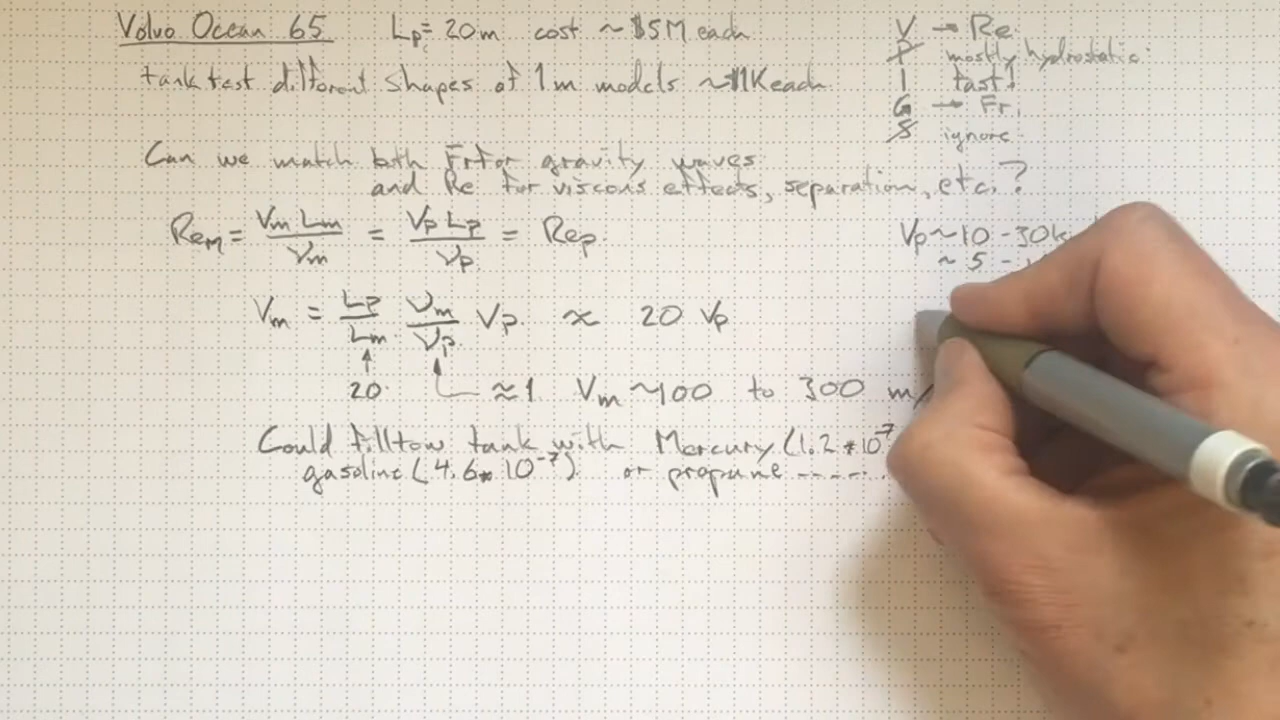 Volvo Ocean 65 Lp= 20m cost ~$5M each
tank test different shapes of 1m models ~$1K each
V → Re
P mostly hydrostatic
I fast!
G → Fr
S ignore
Can we match both Fr for gravity waves
and Re for viscous effects, separation, etc.?
Rem = Vm Lm / νm = Vp Lp / νp = Rep
Vp ~ 10 - 30k
~ 5 -
Vm = Lp / Lm νm / νp Vp ≈ 20 Vp
20 ≈ 1 Vm ~ 100 to 300 m/
Could fill tow tank with Mercury (1.2 * 10^-7
gasoline (4.6 * 10^-7) or propane ------